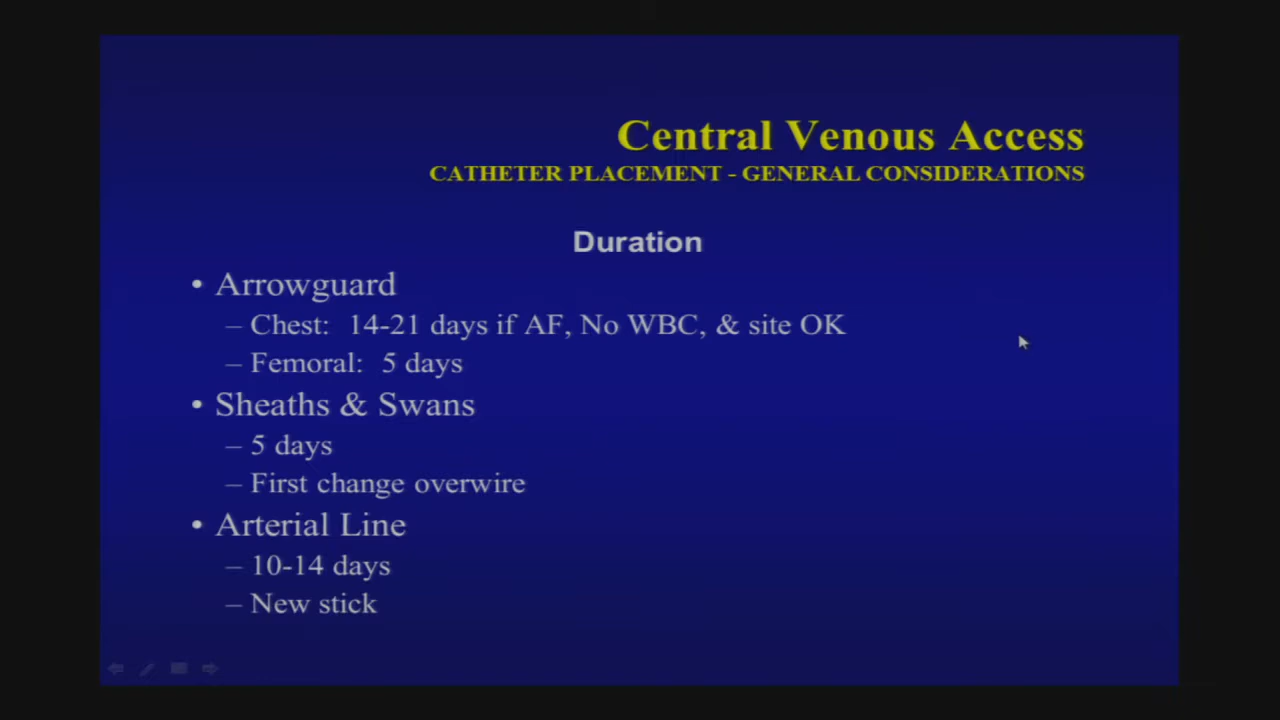 Central Venous Access
CATHETER PLACEMENT - GENERAL CONSIDERATIONS
Duration
• Arrowguard
– Chest: 14-21 days if AF, No WBC, & site OK
– Femoral: 5 days
• Sheaths & Swans
– 5 days
– First change overwire
• Arterial Line
– 10-14 days
– New stick